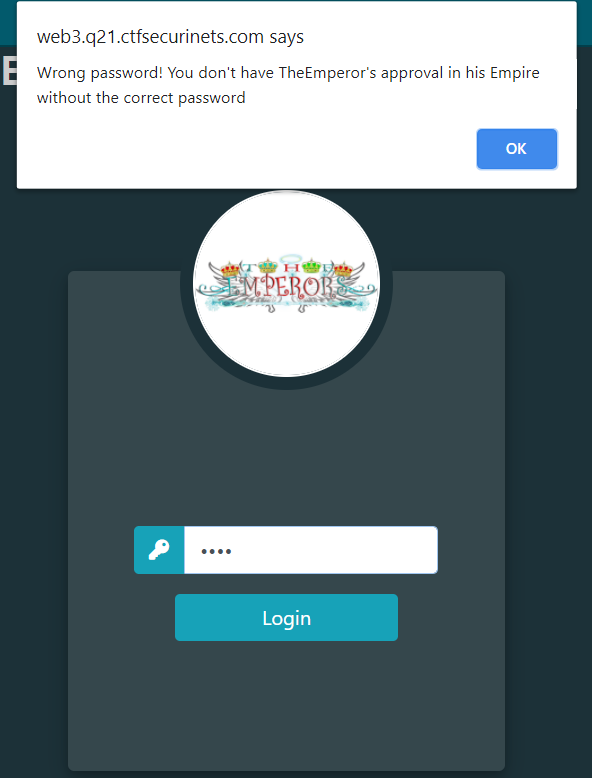 web3.q21.ctfsecurinets.com says
Wrong password! You don't have TheEmperor's approval in his Empire
without the correct password
OK
E
THE
EMPERORS
••••
Login